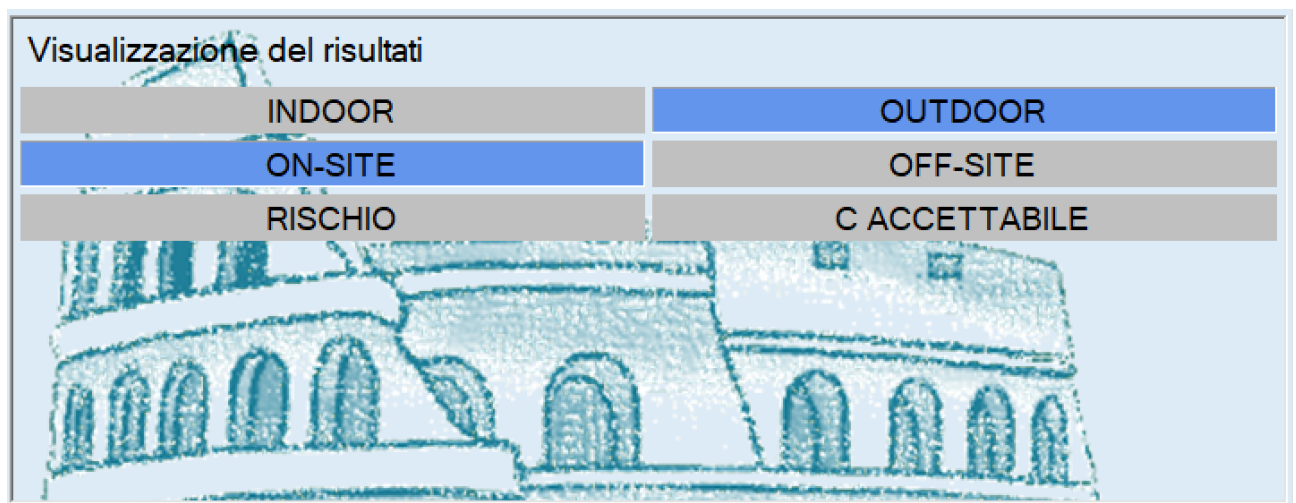 Visualizzazione del risultati
INDOOR OUTDOOR
ON-SITE OFF-SITE
RISCHIO C ACCETTABILE